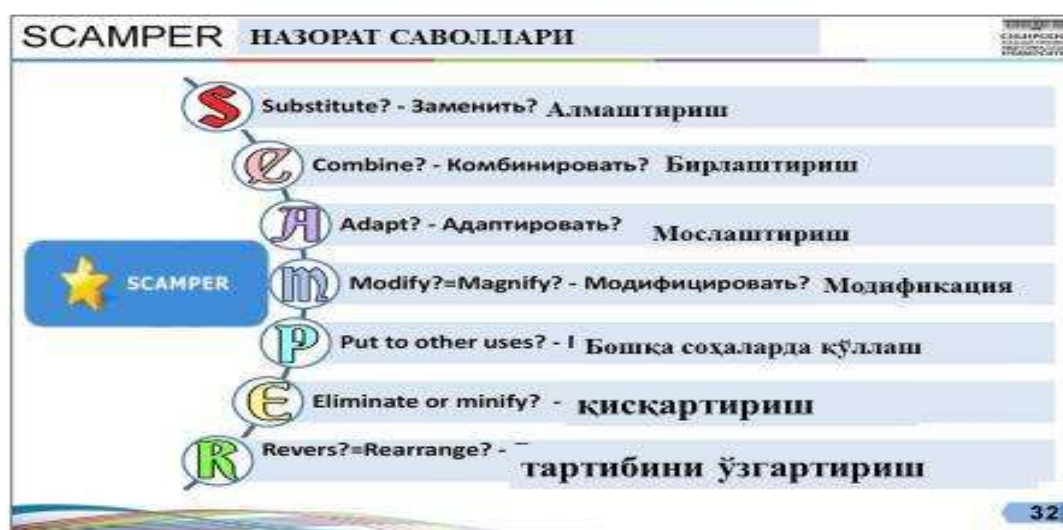 SCAMPER НАЗОРАТ САВОЛЛАРИ
S Substitute? - Заменить? Алмаштириш
C Combine? - Комбинировать? Бирлаштириш
A Adapt? - Адаптировать? Мослаштириш
SCAMPER
M Modify?=Magnify? - Модифицировать? Модификация
P Put to other uses? - Бошқа соҳаларда қўллаш
E Eliminate or minify? - қисқартириш
R Revers?=Rearrange? - тартибини ўзгартириш
32